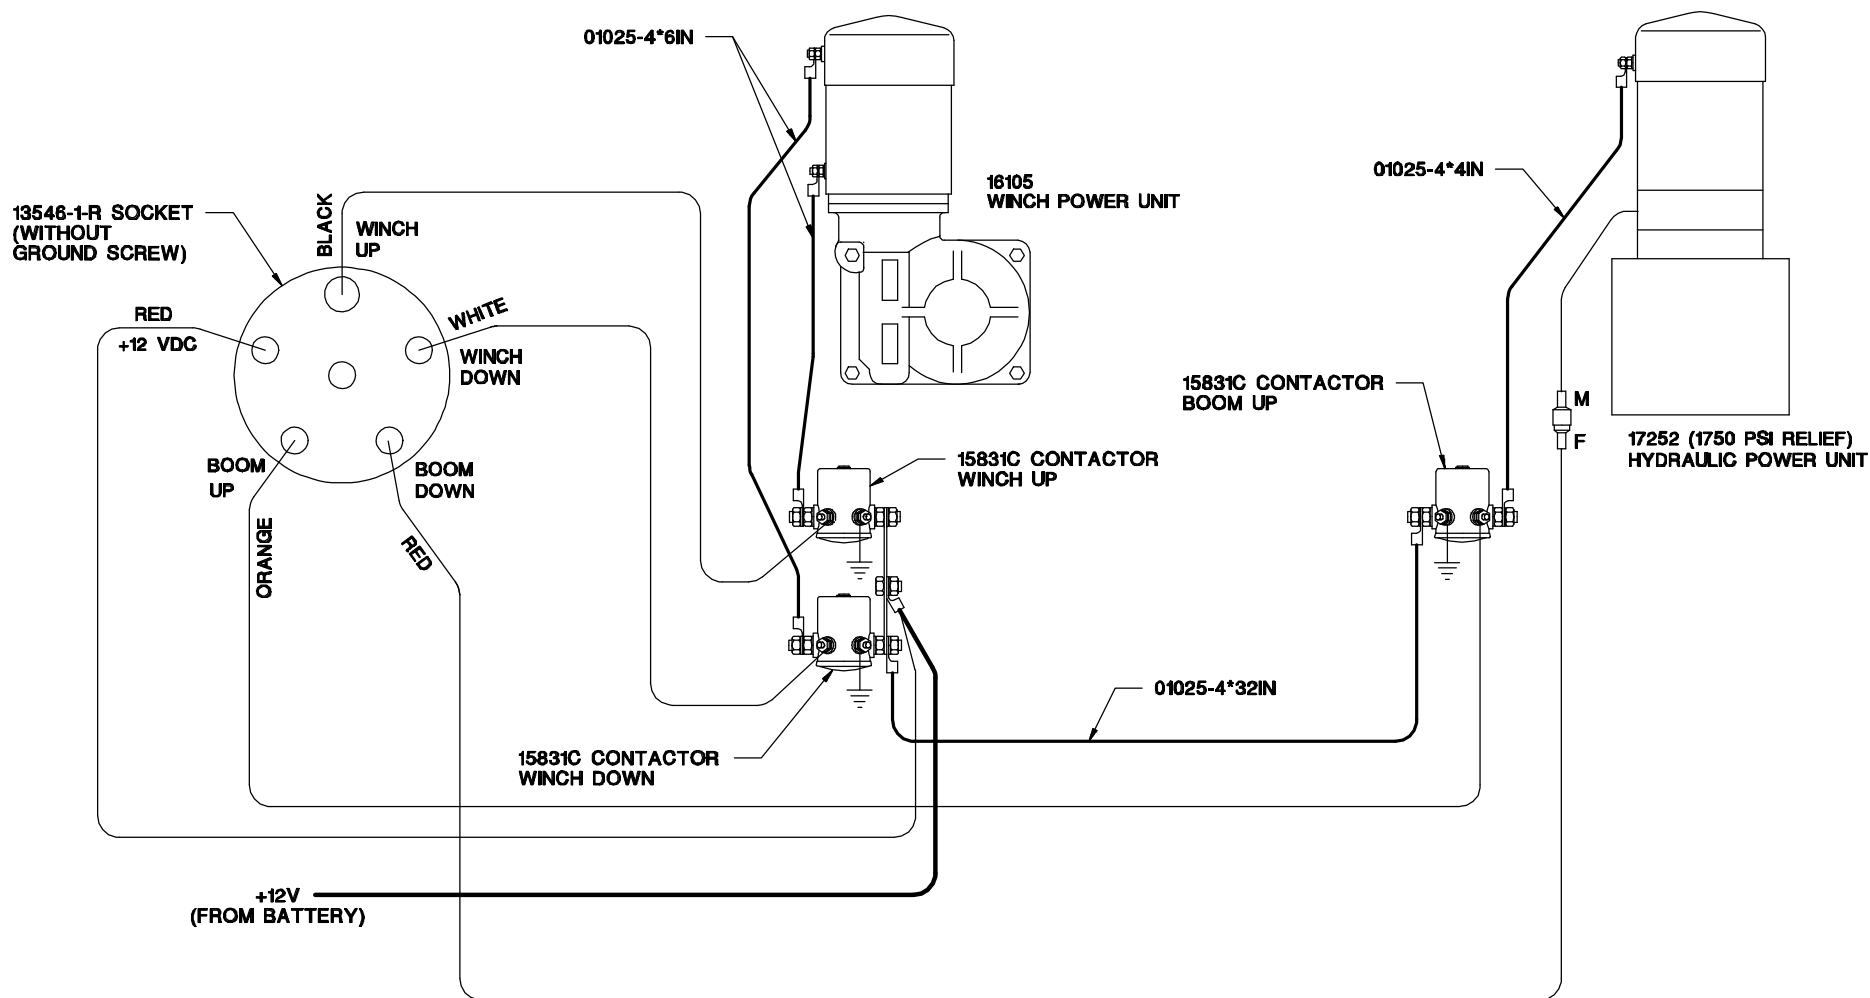 01025-4*6IN
16105
WINCH POWER UNIT
01025-4*4IN
13546-1-R SOCKET
(WITHOUT
GROUND SCREW)
BLACK
WINCH
UP
RED
+12 VDC
WHITE
WINCH
DOWN
BOOM
UP
BOOM
DOWN
ORANGE
RED
15831C CONTACTOR
BOOM UP
M
F
17252 (1750 PSI RELIEF)
HYDRAULIC POWER UNIT
15831C CONTACTOR
WINCH UP
01025-4*32IN
15831C CONTACTOR
WINCH DOWN
+12V
(FROM BATTERY)